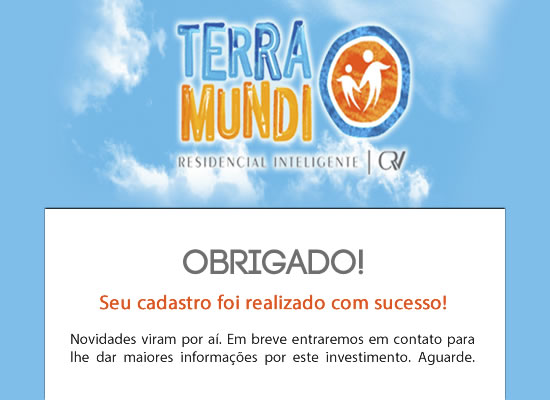 TERRA
MUNDI
RESIDENCIAL INTELIGENTE | CRV
OBRIGADO!
Seu cadastro foi realizado com sucesso!
Novidades viram por aí. Em breve entraremos em contato para
lhe dar maiores informações por este investimento. Aguarde.